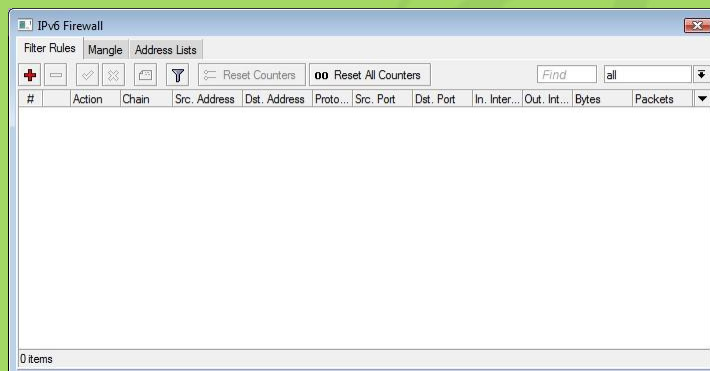 IPv6 Firewall
Filter Rules Mangle Address Lists
Reset Counters 00 Reset All Counters Find all
# Action Chain Src. Address Dst. Address Proto... Src. Port Dst. Port In. Inter... Out. Int... Bytes Packets
0 items